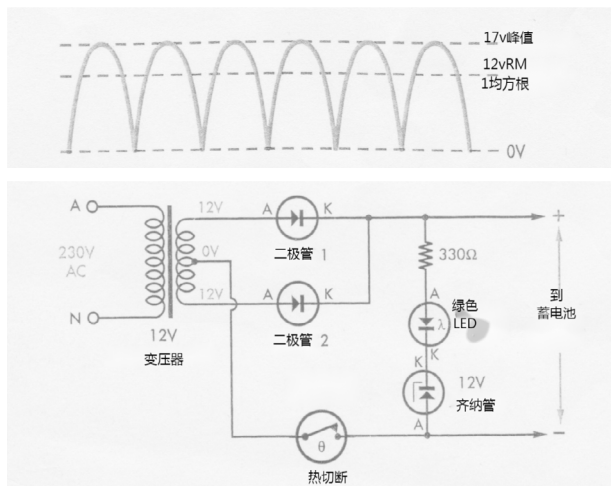 17v峰值
12vRM
1均方根
0V
A
230V
AC
N
12V
0V
12V
12V
变压器
A
K
二极管 1
A
K
二极管 2
330Ω
A
绿色
LED
λ
K
K
12V
齐纳管
A
+
到
蓄电池
−
θ
热切断